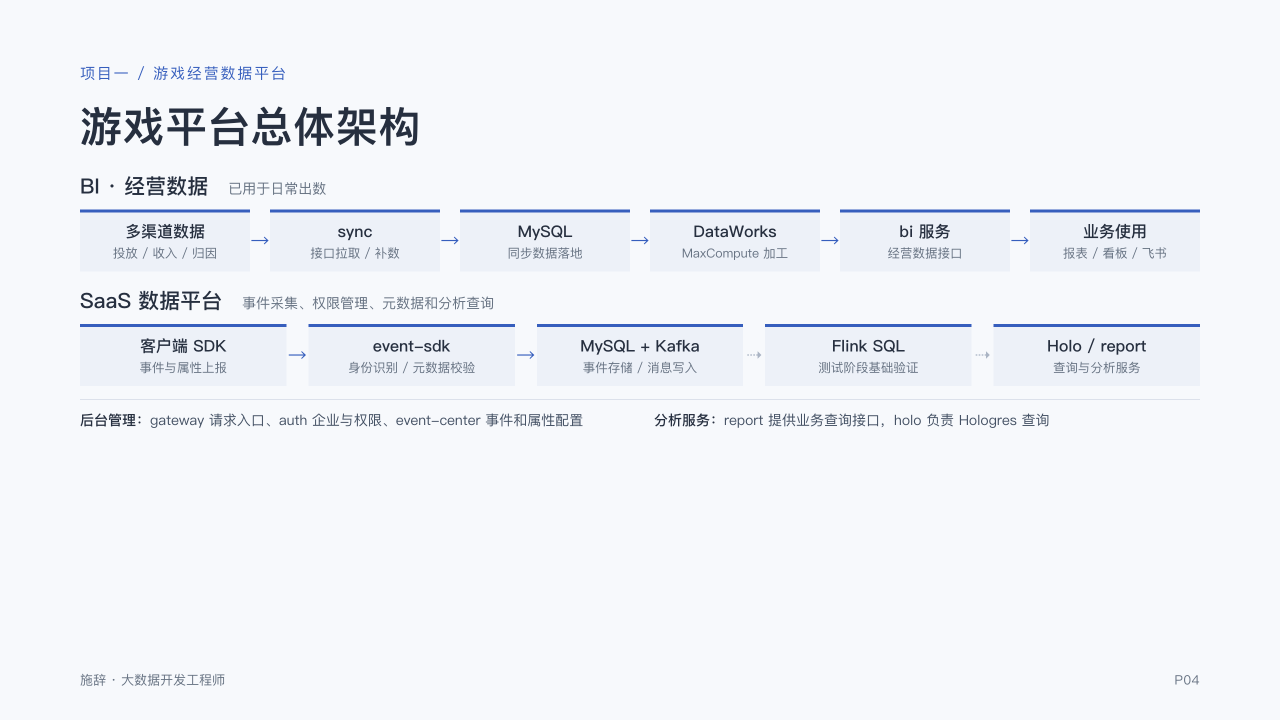 项目一 / 游戏经营数据平台
游戏平台总体架构
BI · 经营数据 已用于日常出数
多渠道数据 → sync → MySQL → DataWorks → bi 服务 → 业务使用
投放 / 收入 / 归因 接口拉取 / 补数 同步数据落地 MaxCompute 加工 经营数据接口 报表 / 看板 / 飞书
SaaS 数据平台 事件采集、权限管理、元数据和分析查询
客户端 SDK → event-sdk → MySQL + Kafka ⇢ Flink SQL ⇢ Holo / report
事件与属性上报 身份识别 / 元数据校验 事件存储 / 消息写入 测试阶段基础验证 查询与分析服务
后台管理：gateway 请求入口、auth 企业与权限、event-center 事件和属性配置 分析服务：report 提供业务查询接口，holo 负责 Hologres 查询
施辞 · 大数据开发工程师 P04